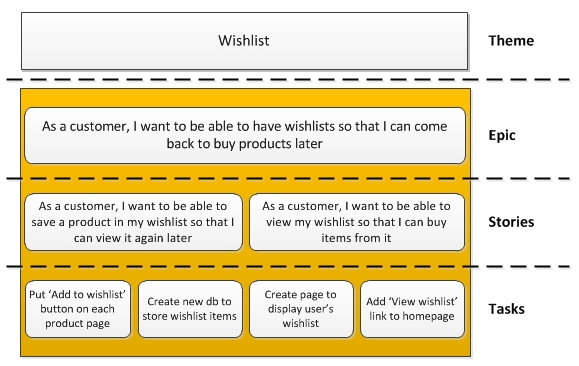 Wishlist
Theme
As a customer, I want to be able to have wishlists so that I can come
back to buy products later
Epic
As a customer, I want to be able to
save a product in my wishlist so that I
can view it again later
As a customer, I want to be able to
view my wishlist so that I can buy
items from it
Stories
Put ‘Add to wishlist’
button on each
product page
Create new db to
store wishlist items
Create page to
display user’s
wishlist
Add ‘View wishlist’
link to homepage
Tasks